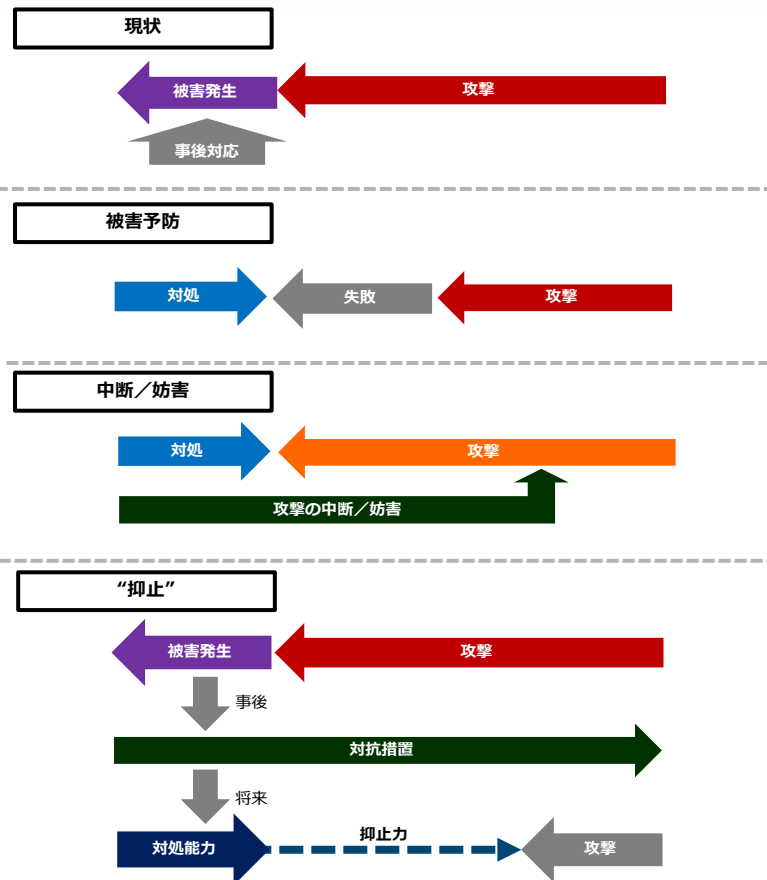 現状
被害発生
攻撃
事後対応
被害予防
対処
失敗
攻撃
中断／妨害
対処
攻撃
攻撃の中断／妨害
“抑止”
被害発生
攻撃
事後
対抗措置
将来
対処能力
抑止力
攻撃